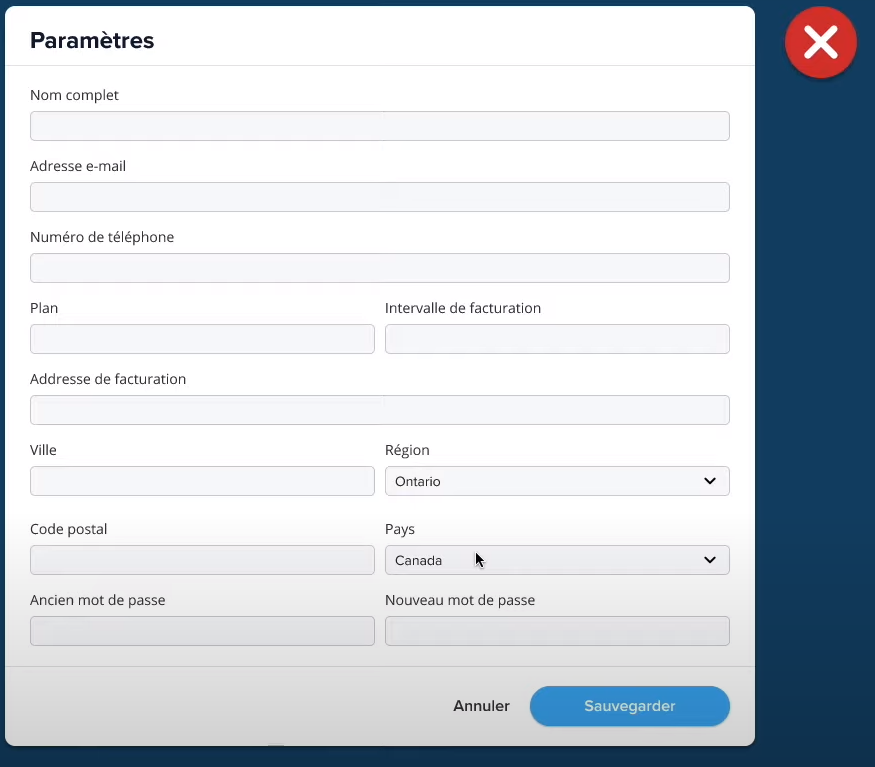 Paramètres
Nom complet
Adresse e-mail
Numéro de téléphone
Plan
Intervalle de facturation
Addresse de facturation
Ville
Région
Ontario
Code postal
Pays
Canada
Ancien mot de passe
Nouveau mot de passe
Annuler
Sauvegarder